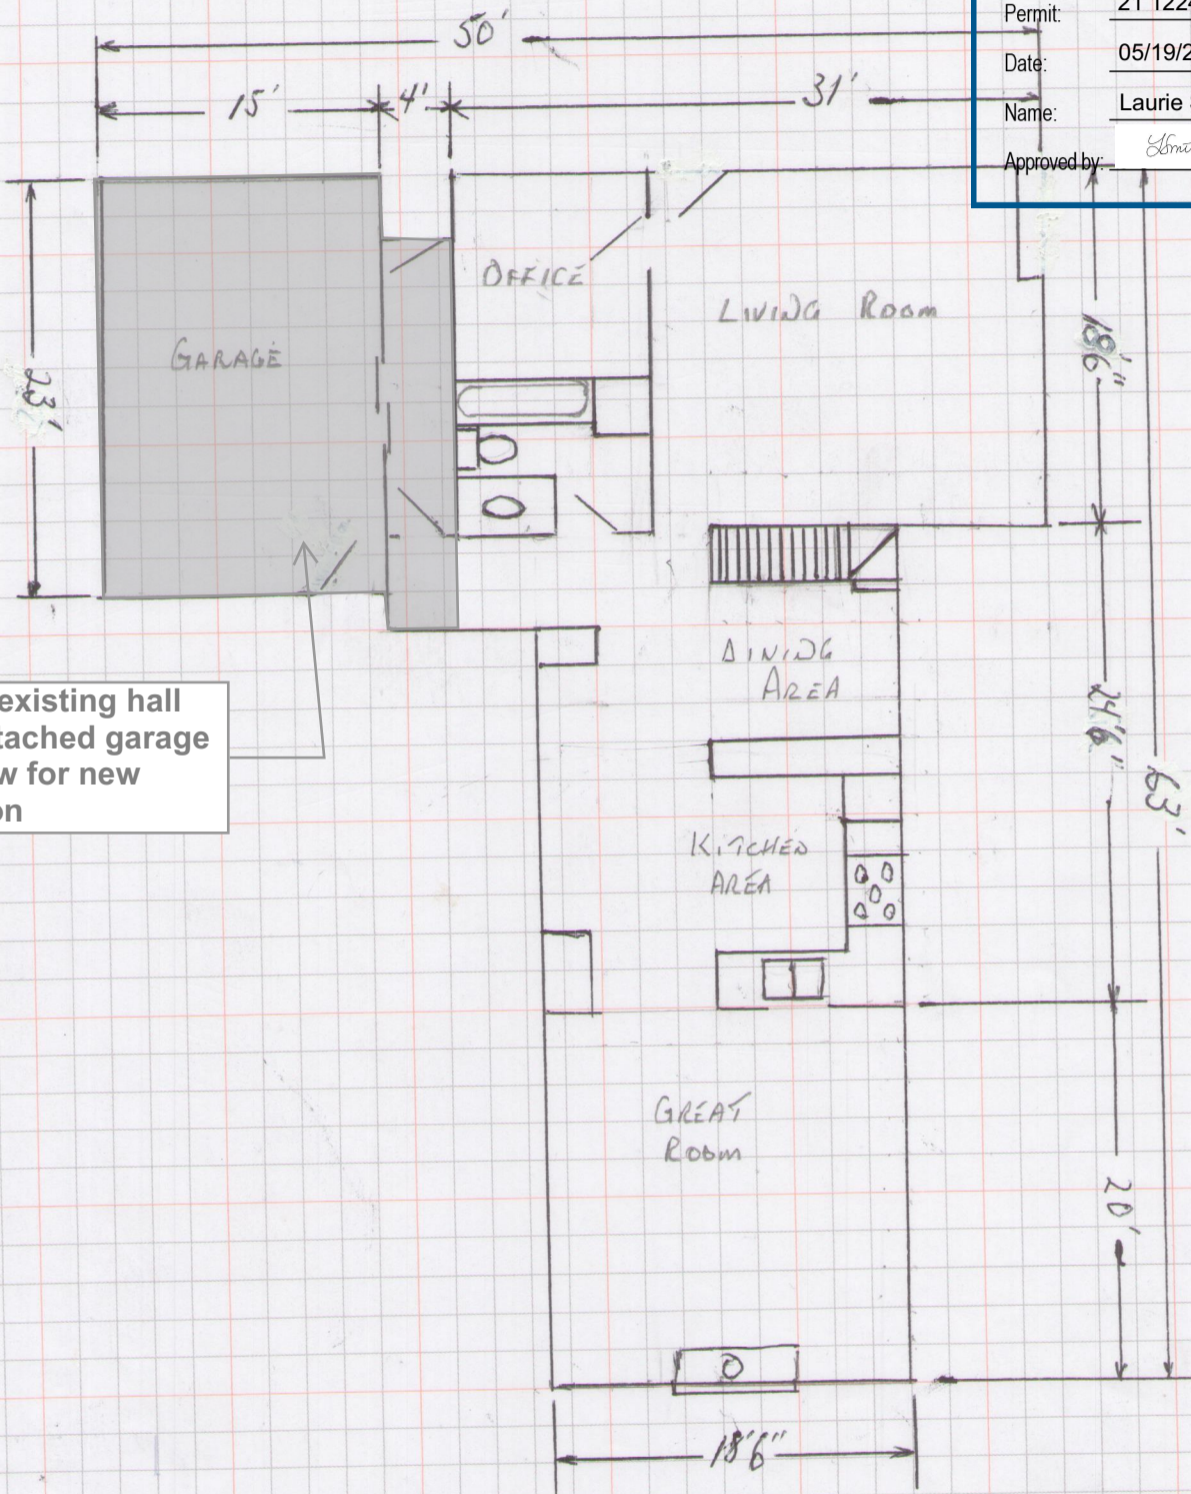 50'
Permit:
Date: 05/19/2
Name: Laurie
Approved by:
15' 4' 31'
OFFICE
LIVING ROOM
GARAGE
23'
18'6"
DINING
AREA
24'6"
63'
existing hall
tached garage
w for new
on
KITCHEN
AREA
GREAT
ROOM
20'
18'6"